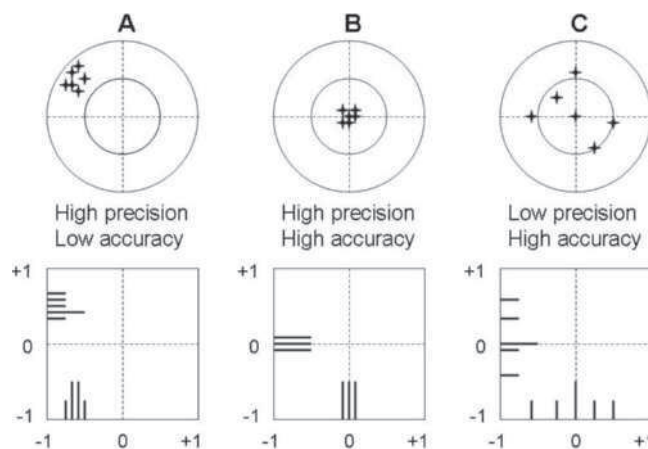 A B C
High precision High precision Low precision
Low accuracy High accuracy High accuracy
+1 +1 +1
0 0 0
-1 -1 -1
-1 0 +1 -1 0 +1 -1 0 +1